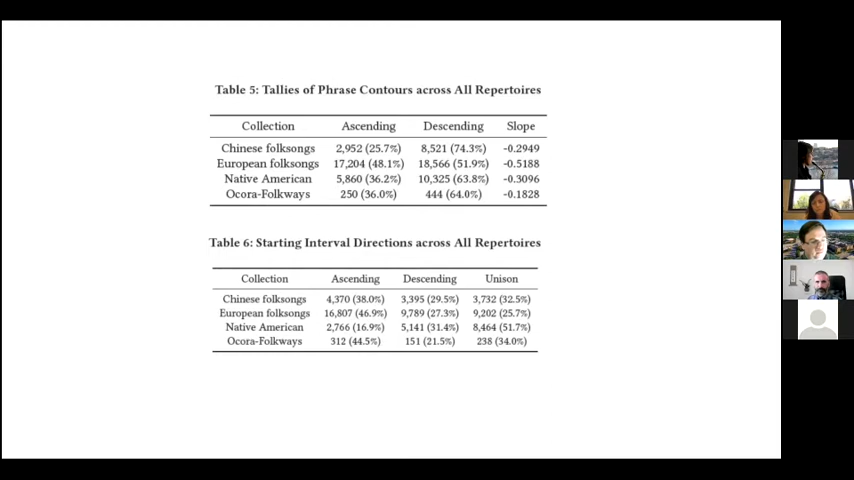 Table 5: Tallies of Phrase Contours across All Repertoires
Collection Ascending Descending Slope
Chinese folksongs 2,952 (25.7%) 8,521 (74.3%) -0.2949
European folksongs 17,204 (48.1%) 18,566 (51.9%) -0.5188
Native American 5,860 (36.2%) 10,325 (63.8%) -0.3096
Ocora-Folkways 250 (36.0%) 444 (64.0%) -0.1828
Table 6: Starting Interval Directions across All Repertoires
Collection Ascending Descending Unison
Chinese folksongs 4,370 (38.0%) 3,395 (29.5%) 3,732 (32.5%)
European folksongs 16,807 (46.9%) 9,789 (27.3%) 9,202 (25.7%)
Native American 2,766 (16.9%) 5,141 (31.4%) 8,464 (51.7%)
Ocora-Folkways 312 (44.5%) 151 (21.5%) 238 (34.0%)